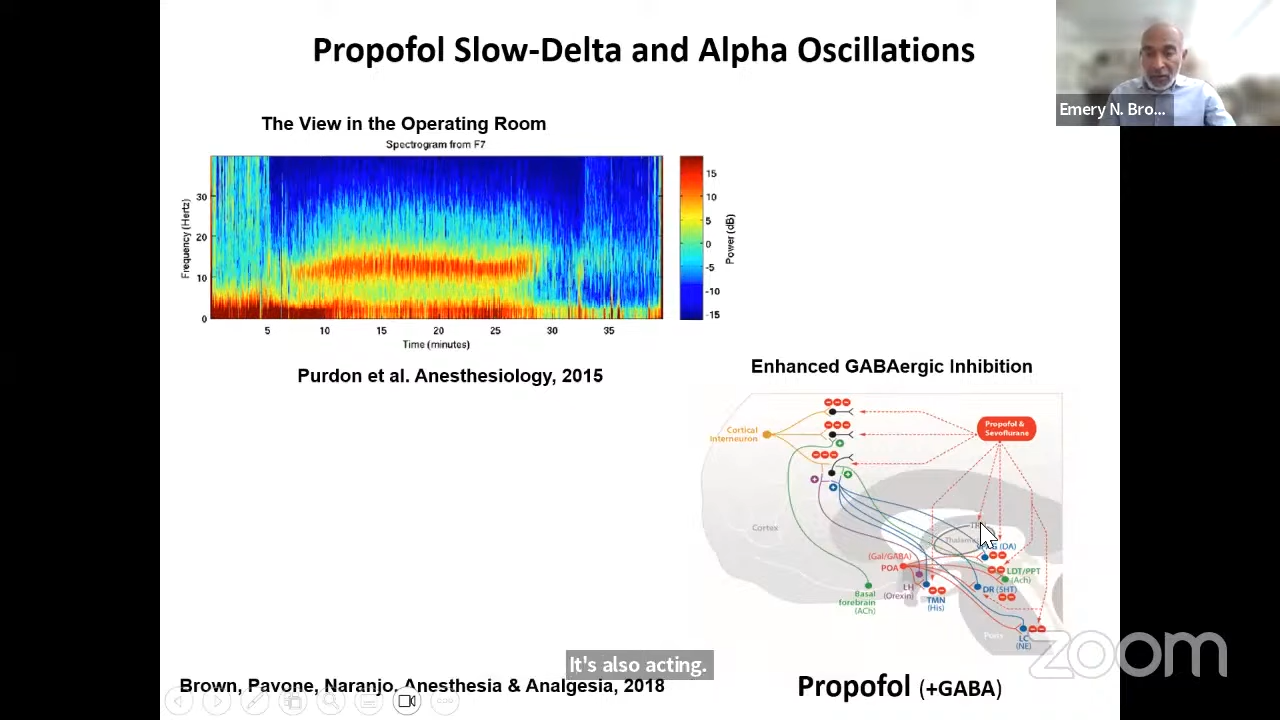 Propofol Slow-Delta and Alpha Oscillations
Emery N. Bro...
The View in the Operating Room
Spectrogram from F7
Frequency (Hertz)
30
20
10
0
5
10
15
20
25
30
35
Time (minutes)
15
10
5
0
-5
-10
-15
Power (dB)
Purdon et al. Anesthesiology, 2015
Enhanced GABAergic Inhibition
Propofol &
Sevoflurane
Cortical
Interneuron
Cortex
(DA)
(Gal/GABA)
POA
LDT/PPT
(Ach)
LH
(Orexin)
DR (5HT)
TMN
(His)
Basal
forebrain
(ACh)
Pons
LC
(NE)
zoom
It's also acting.
Brown, Pavone, Naranjo, Anesthesia & Analgesia, 2018
Propofol (+GABA)